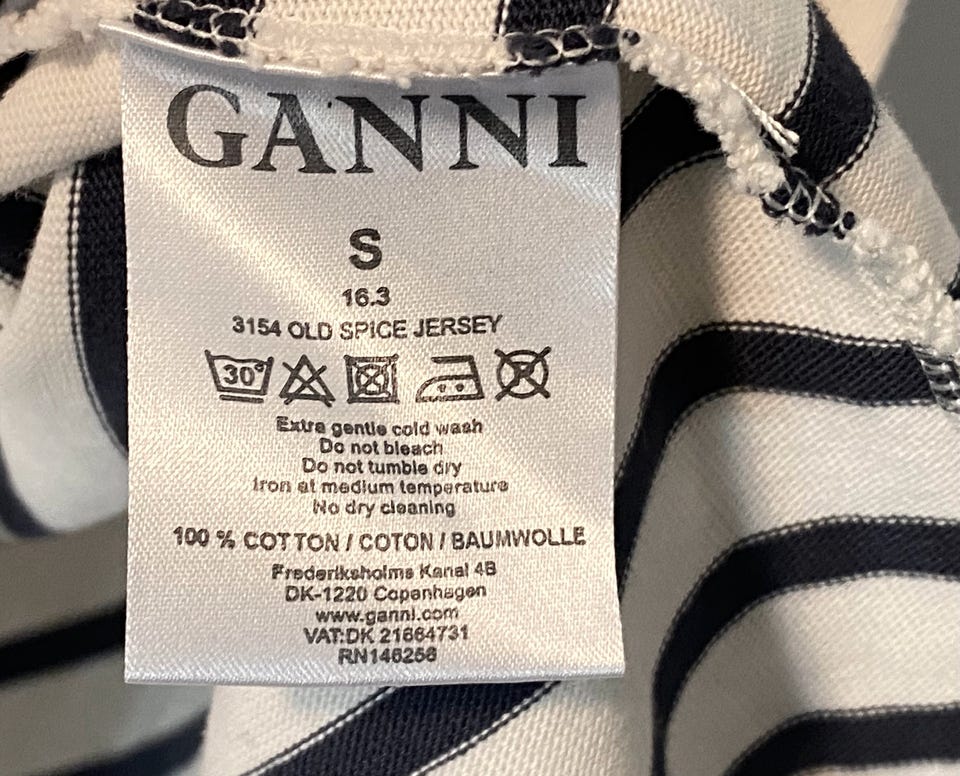 GANNI
S
16.3
3154 OLD SPICE JERSEY
30°
Extra gentle cold wash
Do not bleach
Do not tumble dry
Iron at medium temperature
No dry cleaning
100 % COTTON / COTON / BAUMWOLLE
Frederiksholms Kanal 4B
DK-1220 Copenhagen
www.ganni.com
VAT:DK 21664731
RN146258